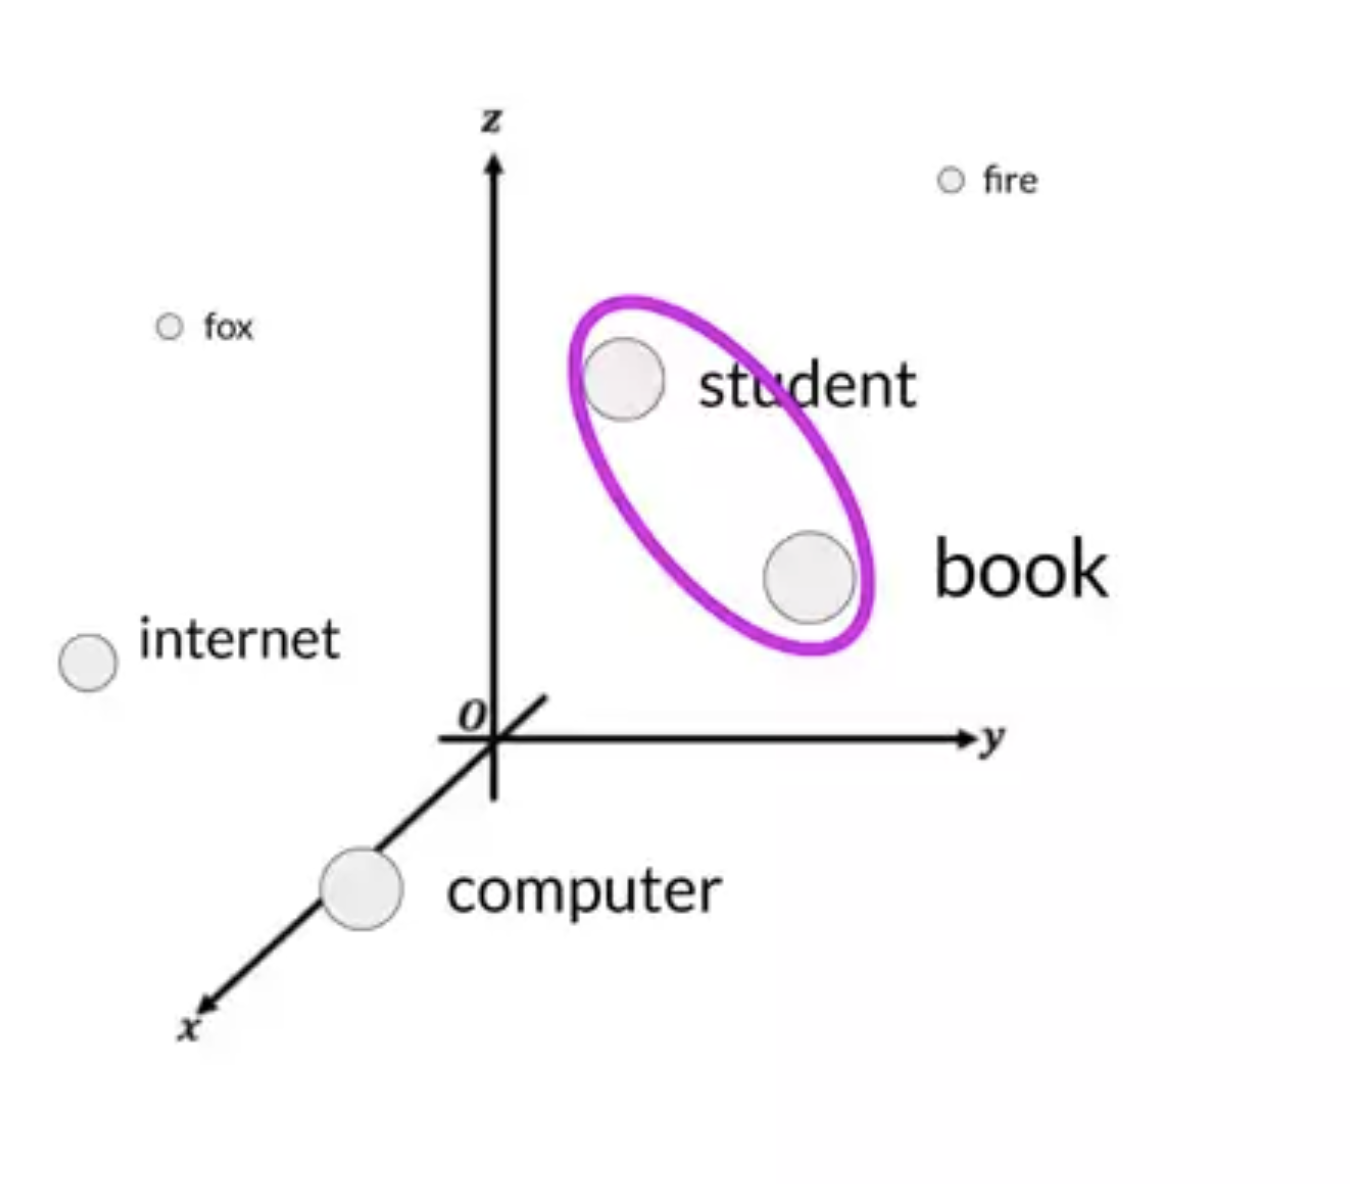 z
fire
fox
student
book
internet
O
y
computer
x